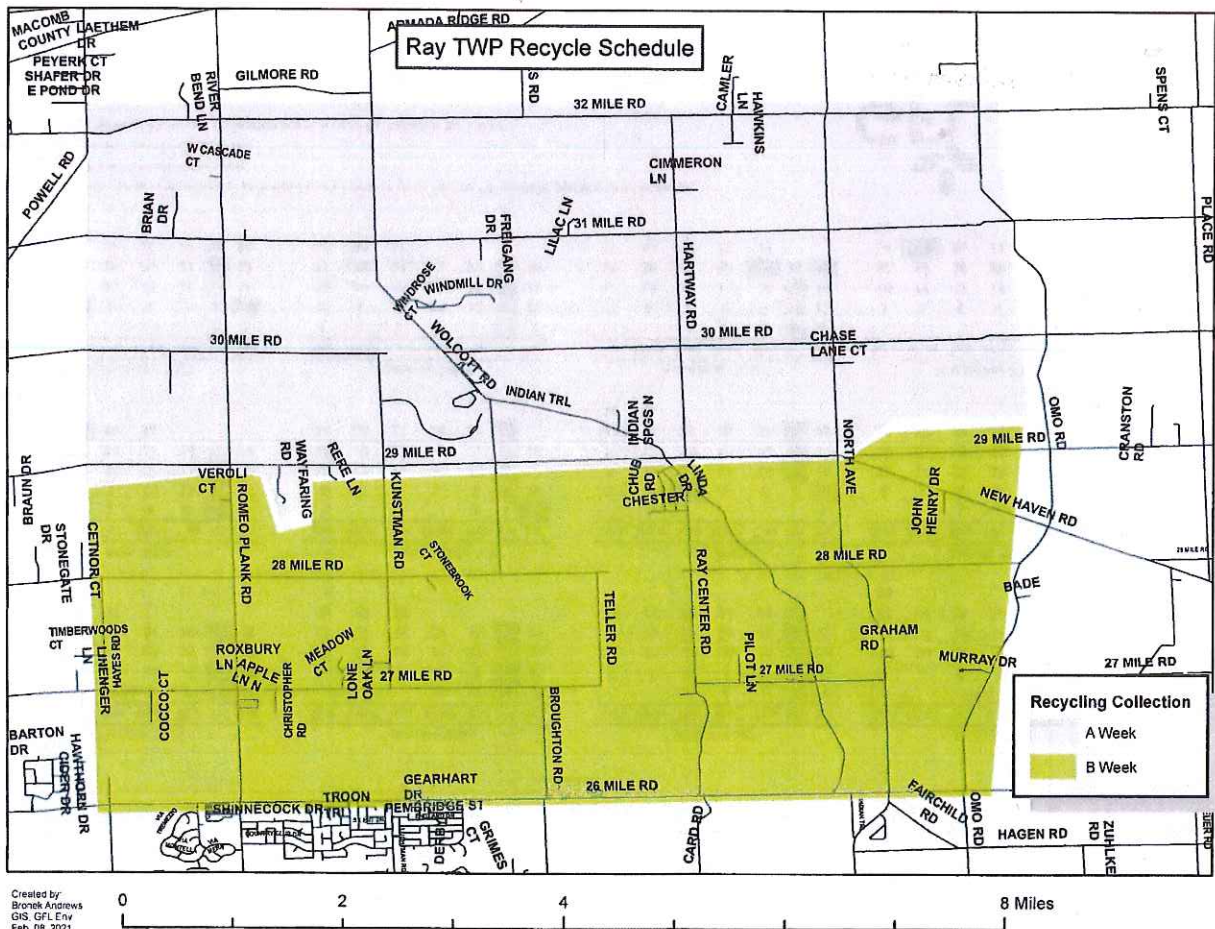 MACOMB
COUNTY
LAETHEM
DR
PEYERK CT
SHAFER DR
E POND DR
ARMADA RIDGE RD
Ray TWP Recycle Schedule
RIVER
BEND LN
GILMORE RD
S RD
32 MILE RD
CAMLER
LN
HAWKINS
SPENS CT
POWELL RD
W CASCADE
CT
CIMMERON
LN
BRIAN
DR
FREIGANG
DR
LILAC LN
31 MILE RD
PLACE RD
HARTWAY RD
WINDROSE
CT
WINDMILL DR
30 MILE RD
WOLCOTT RD
30 MILE RD
CHASE
LANE CT
INDIAN TRL
INDIAN
SPGS N
OMO RD
CRANSTON
RD
BRAUN DR
VEROLI
CT
WAYFARING
RD
RERE LN
29 MILE RD
KUNSTMAN RD
CHUB
RD
CHESTER
LINDA
DR
NORTH AVE
29 MILE RD
JOHN
HENRY DR
NEW HAVEN RD
STONEGATE
DR
CETNOR CT
ROMEO PLANK RD
28 MILE RD
STONEBROOK
CT
RAY CENTER RD
28 MILE RD
BADE
TELLER RD
TIMBERWOODS
CT
LN
LINENGER
HAYES RD
ROXBURY
LN
APPLE
LN N
MEADOW
CT
LONE
OAK LN
27 MILE RD
CHRISTOPHER
RD
COCCO CT
PILOT LN
27 MILE RD
GRAHAM
RD
MURRAY DR
27 MILE RD
BROUGHTON RD
BARTON
DR
HAWTHORN DR
CIDER DR
GEARHART
DR
26 MILE RD
SHINNECOCK DR
TROON
TRL
PEMBRIDGE ST
DERBY
GRIMES
CT
CARD RD
FAIRCHILD
RD
OMO RD
HAGEN RD
ZUHLKE
RD
Recycling Collection
A Week
B Week
Created by
Bronek Andrews
GIS, GFL Env
Feb. 08, 2021
0
2
4
8 Miles